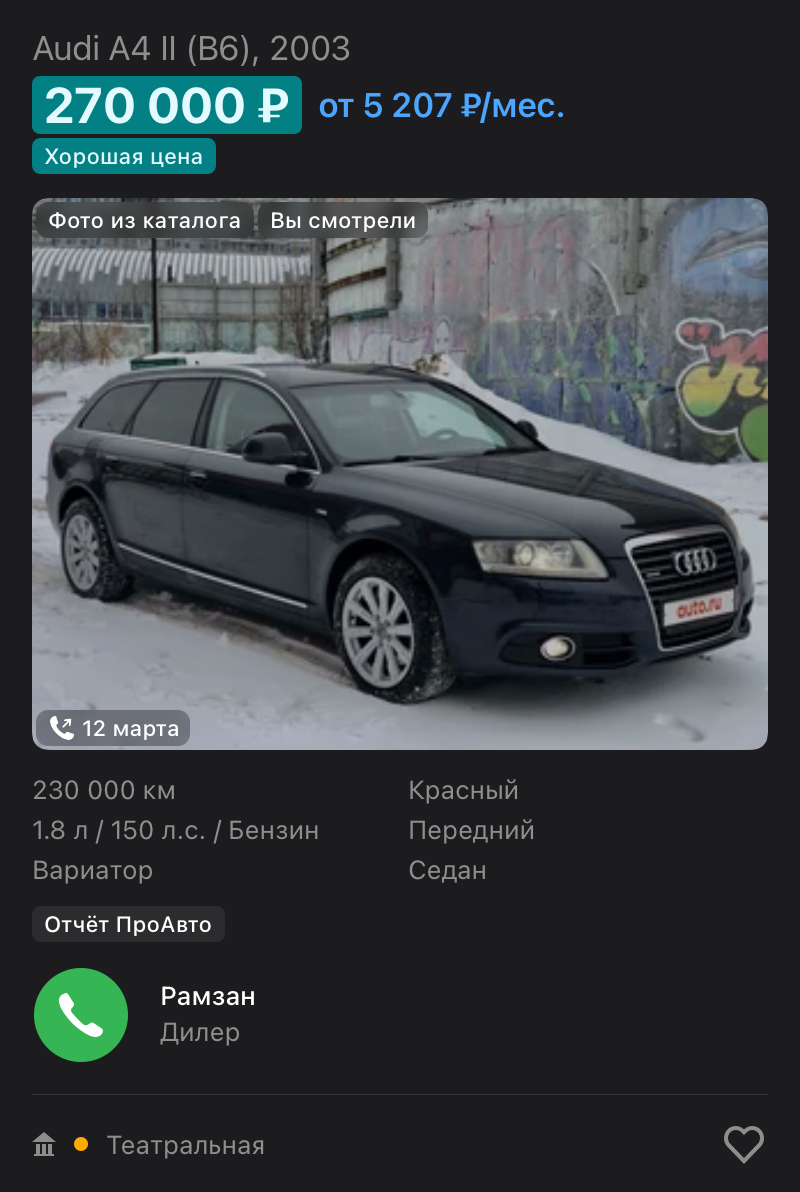 Audi A4 II (B6), 2003
270 000 ₽ от 5 207 ₽/мес.
Хорошая цена
Фото из каталога Вы смотрели
auto.ru
12 марта
230 000 км Красный
1.8 л / 150 л.с. / Бензин Передний
Вариатор Седан
Отчёт ПроАвто
Рамзан
Дилер
Театральная